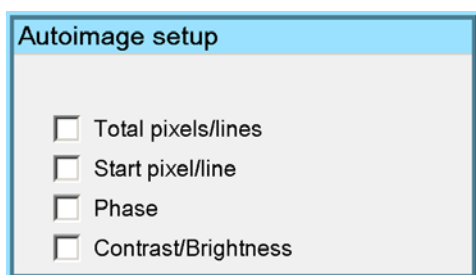 Autoimage setup
Total pixels/lines
Start pixel/line
Phase
Contrast/Brightness